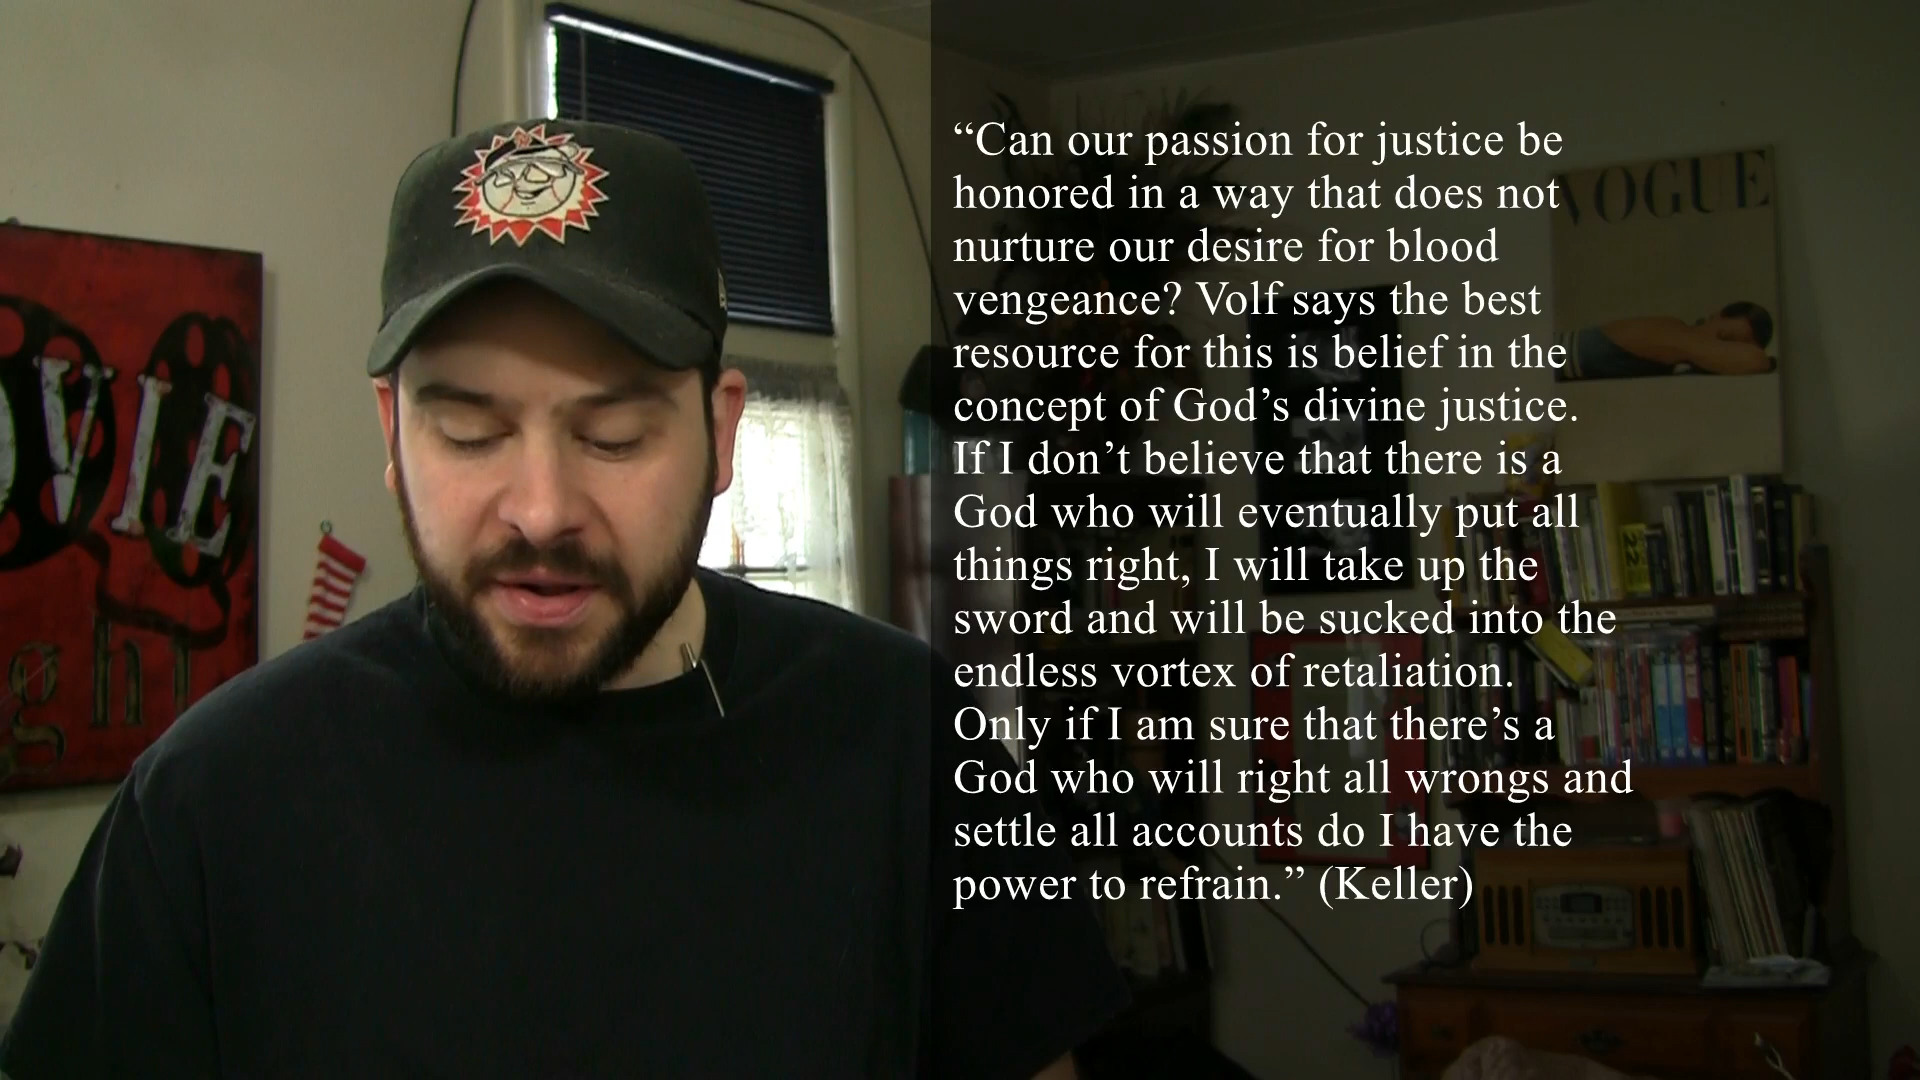 “Can our passion for justice be
honored in a way that does not
nurture our desire for blood
vengeance? Volf says the best
resource for this is belief in the
concept of God’s divine justice.
If I don’t believe that there is a
God who will eventually put all
things right, I will take up the
sword and will be sucked into the
endless vortex of retaliation.
Only if I am sure that there’s a
God who will right all wrongs and
settle all accounts do I have the
power to refrain.” (Keller)
VOGUE
OVIE
ght